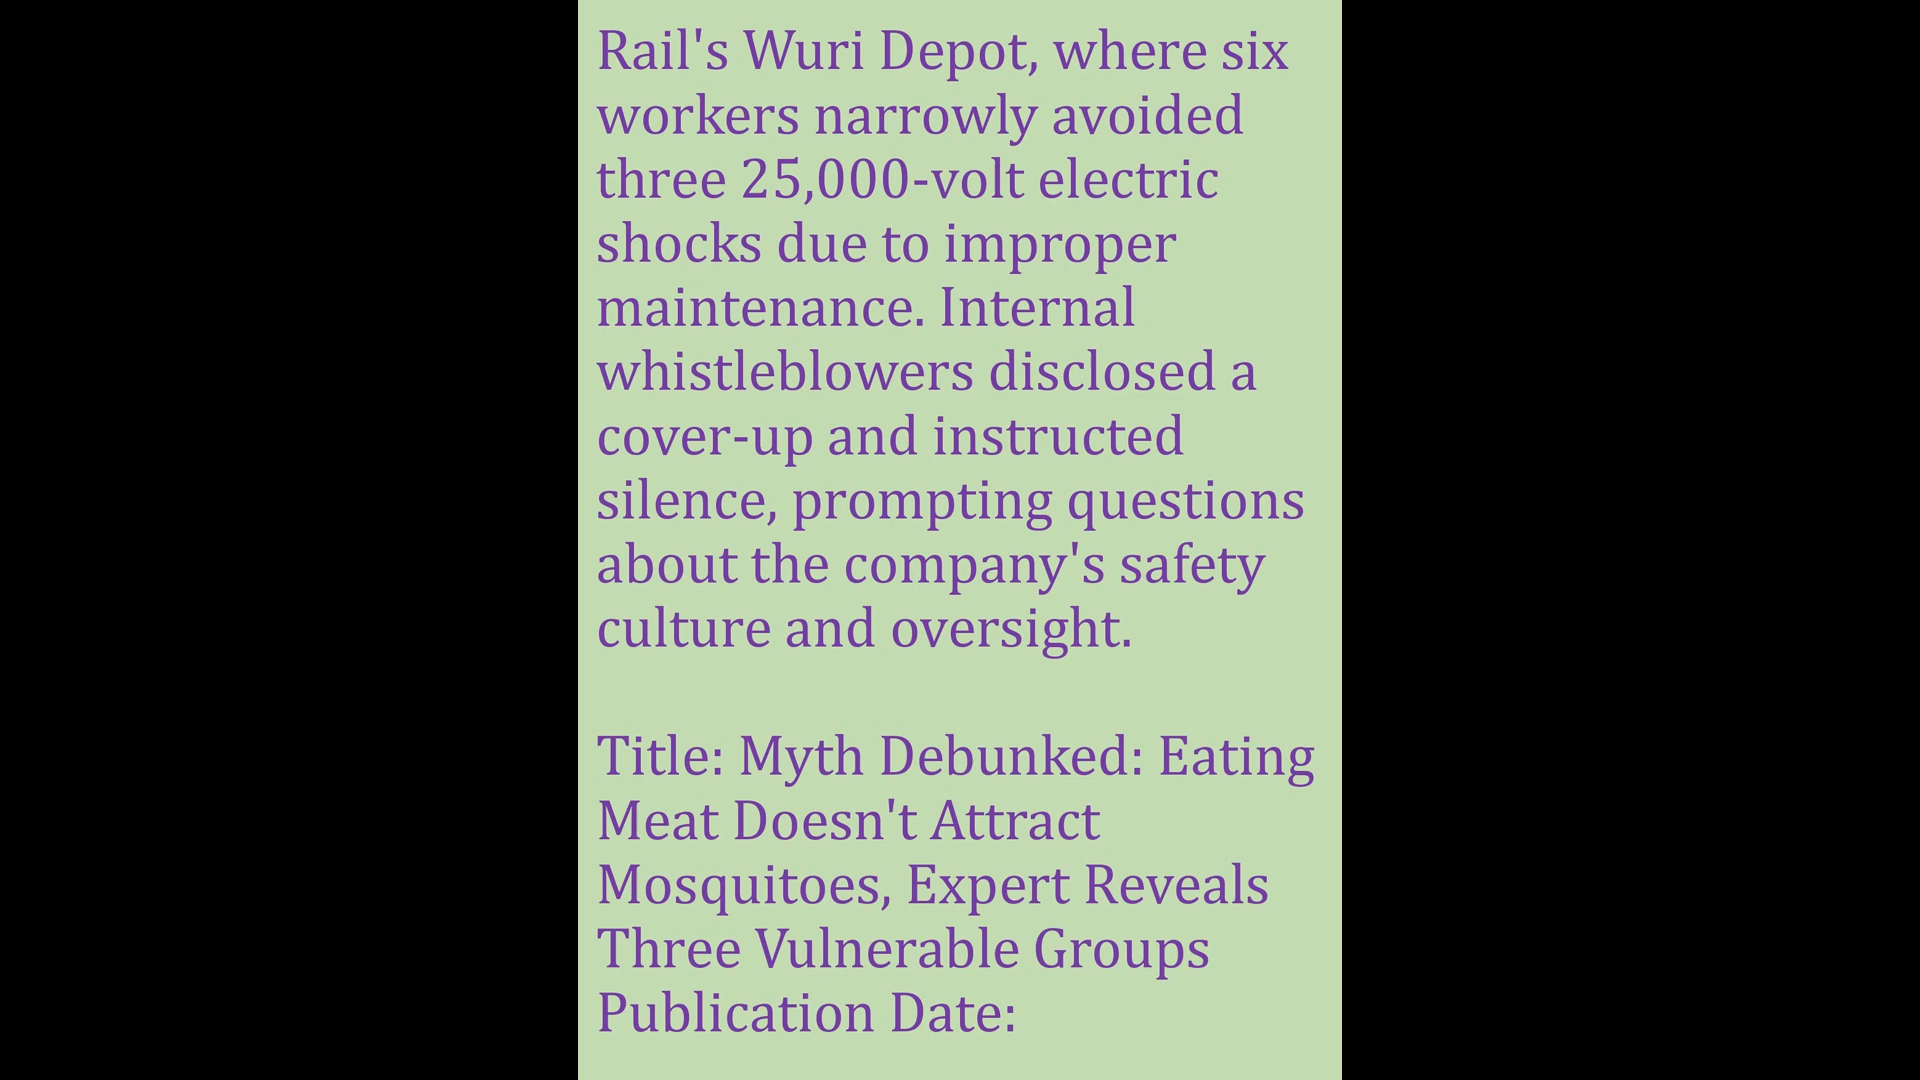 Rail's Wuri Depot, where six
workers narrowly avoided
three 25,000-volt electric
shocks due to improper
maintenance. Internal
whistleblowers disclosed a
cover-up and instructed
silence, prompting questions
about the company's safety
culture and oversight.
Title: Myth Debunked: Eating
Meat Doesn't Attract
Mosquitoes, Expert Reveals
Three Vulnerable Groups
Publication Date: